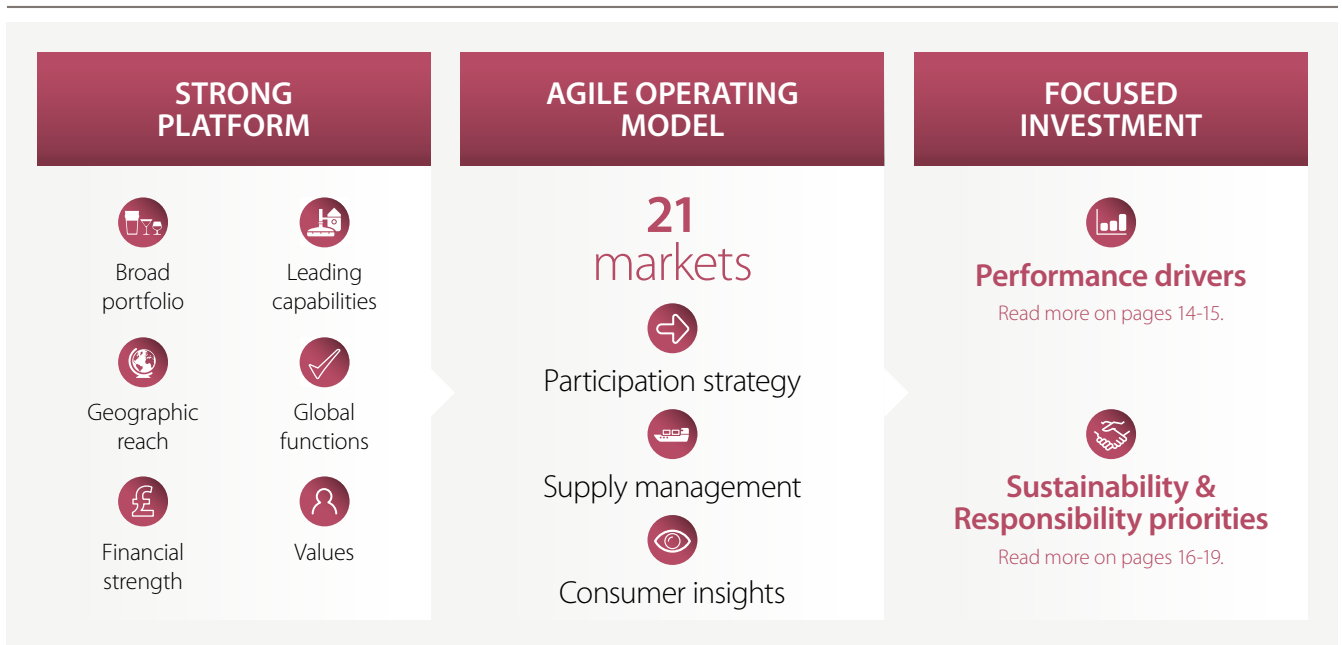 STRONG
PLATFORM
Broad
portfolio
Leading
capabilities
Geographic
reach
Global
functions
£
Financial
strength
Values
AGILE OPERATING
MODEL
21
markets
Participation strategy
Supply management
Consumer insights
FOCUSED
INVESTMENT
Performance drivers
Read more on pages 14-15.
Sustainability &
Responsibility priorities
Read more on pages 16-19.